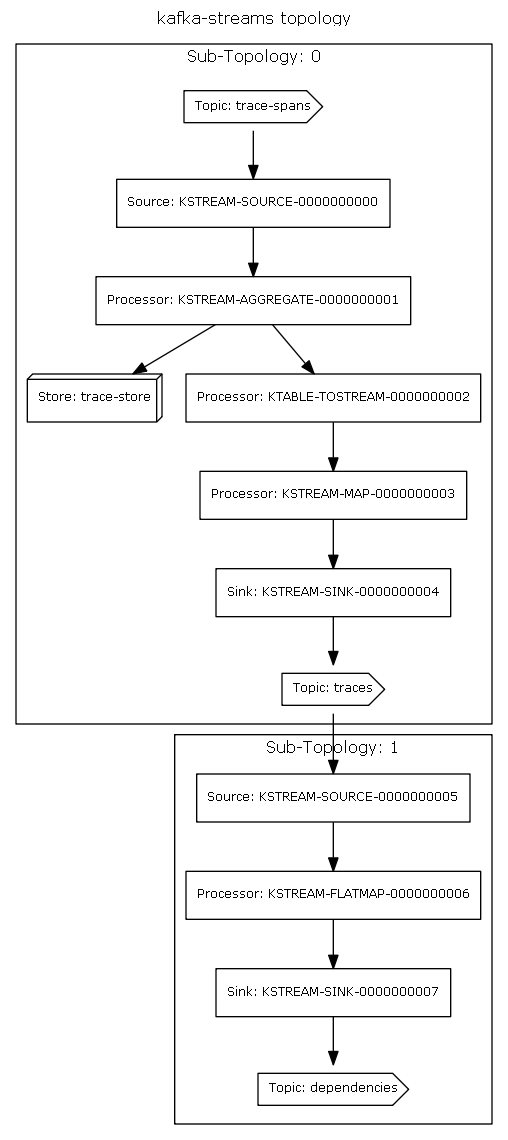 kafka-streams topology
Sub-Topology: 0
Topic: trace-spans
Source: KSTREAM-SOURCE-0000000000
Processor: KSTREAM-AGGREGATE-0000000001
Store: trace-store
Processor: KTABLE-TOSTREAM-0000000002
Processor: KSTREAM-MAP-0000000003
Sink: KSTREAM-SINK-0000000004
Topic: traces
Sub-Topology: 1
Source: KSTREAM-SOURCE-0000000005
Processor: KSTREAM-FLATMAP-0000000006
Sink: KSTREAM-SINK-0000000007
Topic: dependencies